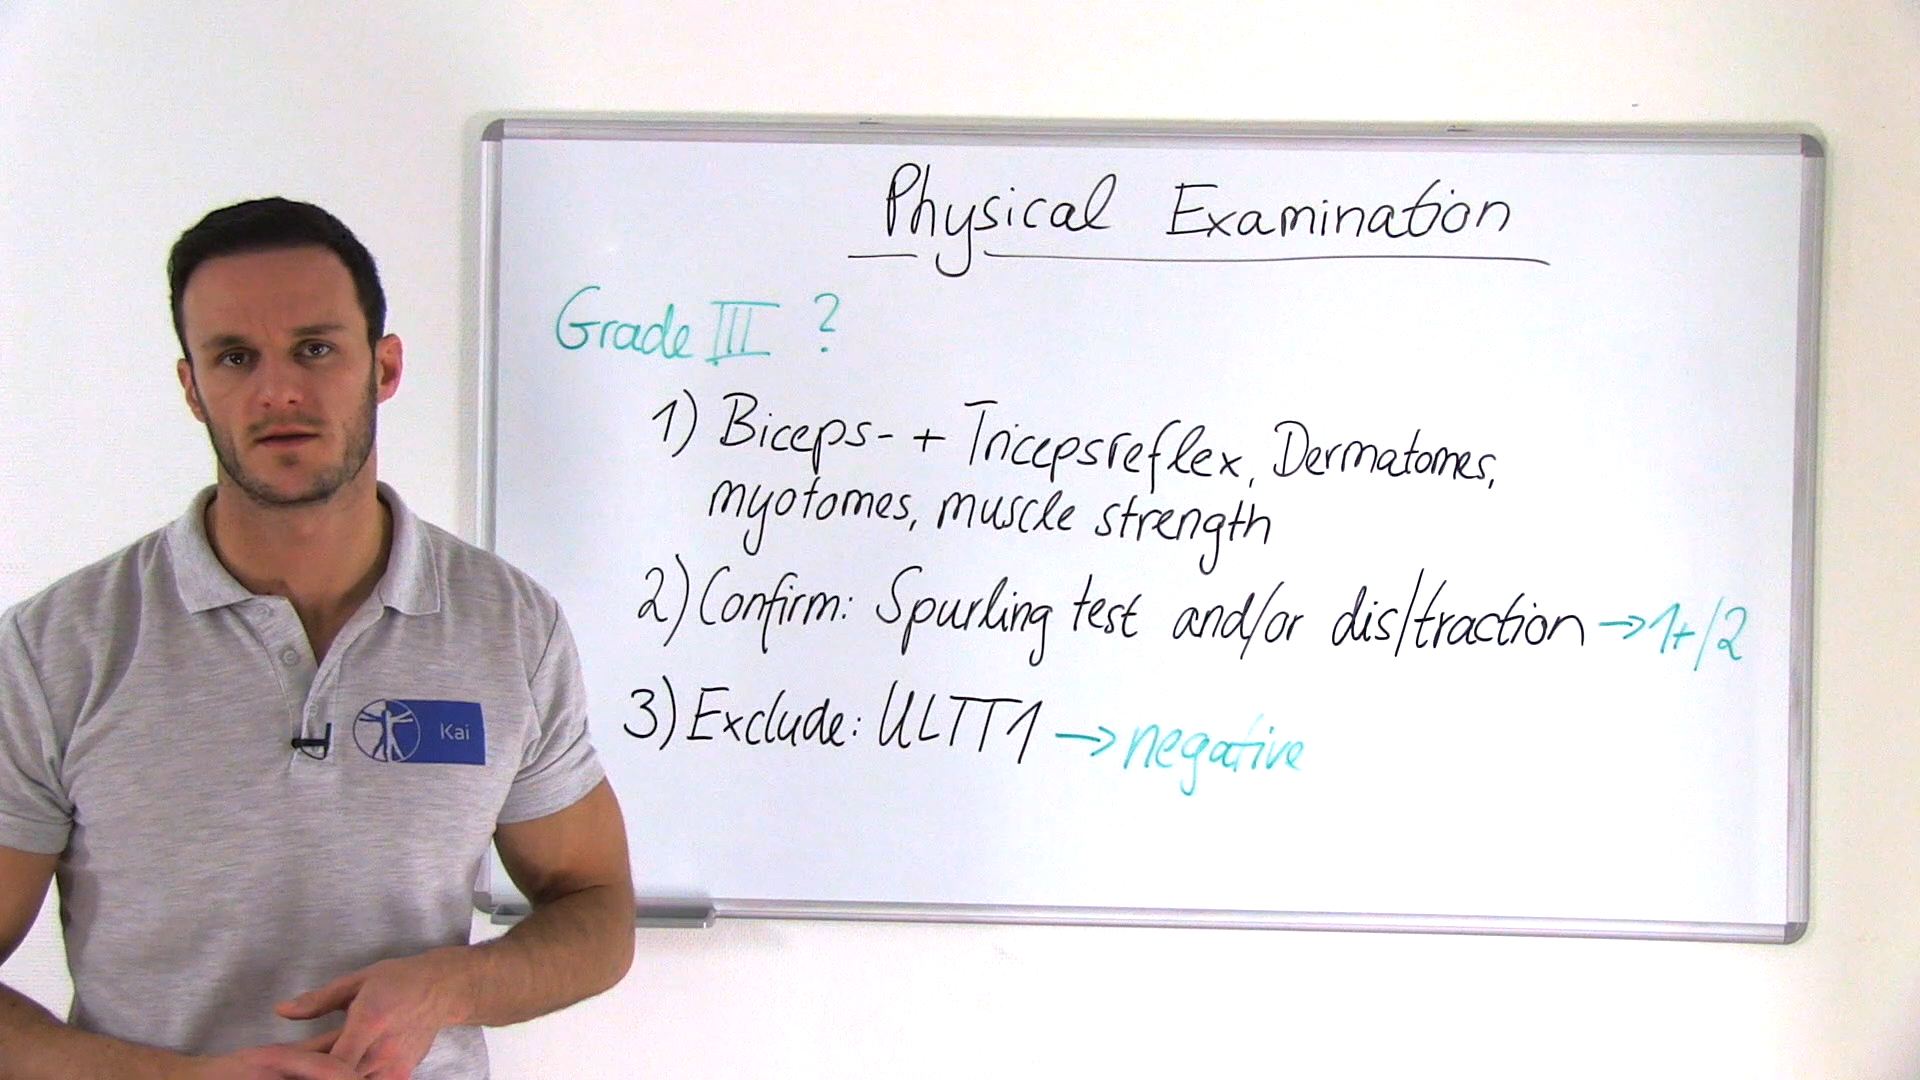 Physical Examination
Grade III ?
1) Biceps- + Tricepsreflex, Dermatomes,
myotomes, muscle strength
2) Confirm: Spurling test and/or dis/traction → 1+/2
3) Exclude: ULTT1 → negative
Kai